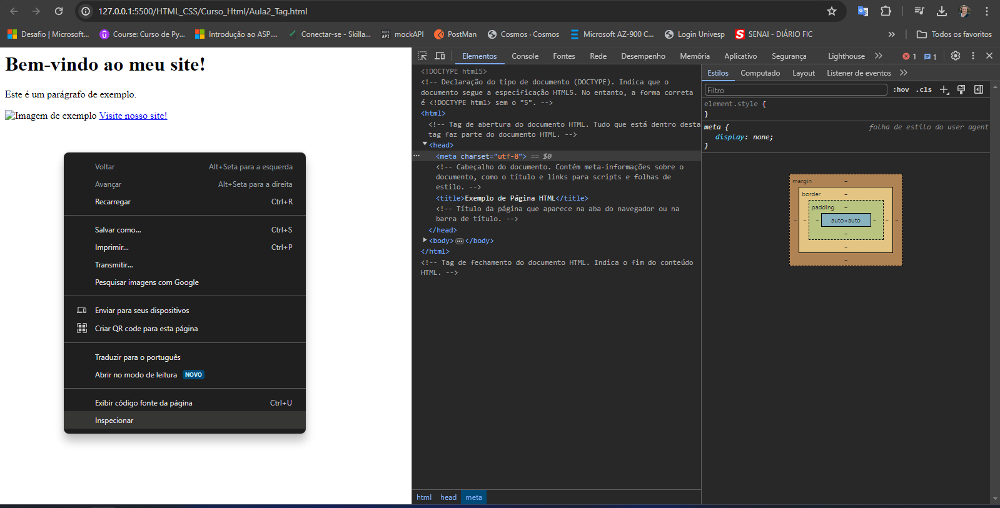 127.0.0.1:5500/HTML_CSS/Curso_Html/Aula2_Tag.html
Desafio | Microsoft...
Course: Curso de Py...
Introdução ao ASP....
Conectar-se - Skilla...
mock API
mockAPI
PostMan
Cosmos · Cosmos
Microsoft AZ-900 C...
Login Univesp
SENAI - DIÁRIO FIC
Todos os favoritos
Bem-vindo ao meu site!
Este é um parágrafo de exemplo.
Imagem de exemplo Visite nosso site!
Voltar Alt+Seta para a esquerda
Avançar Alt+Seta para a direita
Recarregar Ctrl+R
Salvar como... Ctrl+S
Imprimir... Ctrl+P
Transmitir...
Pesquisar imagens com Google
Enviar para seus dispositivos
Criar QR code para esta página
Traduzir para o português
Abrir no modo de leitura NOVO
Exibir código fonte da página Ctrl+U
Inspecionar
Elementos Console Fontes Rede Desempenho Memória Aplicativo Segurança Lighthouse 1 1
<!DOCTYPE html5>
<!-- Declaração do tipo de documento (DOCTYPE). Indica que o
documento segue a especificação HTML5. No entanto, a forma correta
é <!DOCTYPE html> sem o "5". -->
<html>
<!-- Tag de abertura do documento HTML. Tudo que está dentro desta
tag faz parte do documento HTML. -->
<head>
<meta charset="utf-8"> == $0
<!-- Cabeçalho do documento. Contém meta-informações sobre o
documento, como o título e links para scripts e folhas de
estilo. -->
<title>Exemplo de Página HTML</title>
<!-- Título da página que aparece na aba do navegador ou na
barra de título. -->
</head>
<body> … </body>
</html>
<!-- Tag de fechamento do documento HTML. Indica o fim do conteúdo
HTML. -->
html head meta
Estilos Computado Layout Listener de eventos
Filtro :hov .cls
element.style {
}
meta { folha de estilo do user agent
display: none;
}
margin –
border –
padding –
– – – auto×auto – – –
–
–
–